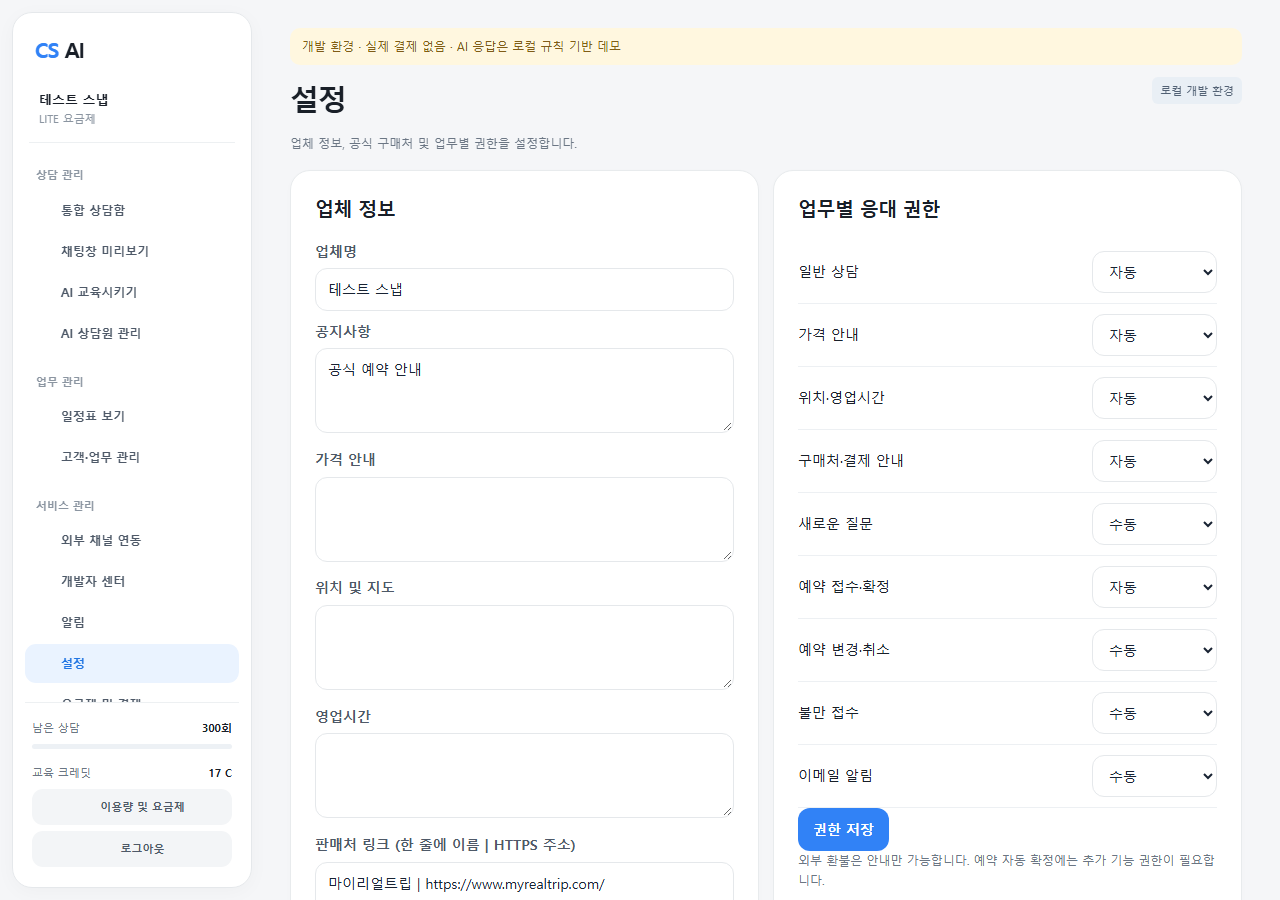 CS AI
테스트 스냅
LITE 요금제
상담 관리
통합 상담함
채팅창 미리보기
AI 교육시키기
AI 상담원 관리
업무 관리
일정표 보기
고객·업무 관리
서비스 관리
외부 채널 연동
개발자 센터
알림
설정
남은 상담 300회
교육 크레딧 17 C
이용량 및 요금제
로그아웃
개발 환경 · 실제 결제 없음 · AI 응답은 로컬 규칙 기반 데모
설정
로컬 개발 환경
업체 정보, 공식 구매처 및 업무별 권한을 설정합니다.
업체 정보
업체명
테스트 스냅
공지사항
공식 예약 안내
가격 안내
위치 및 지도
영업시간
판매처 링크 (한 줄에 이름 | HTTPS 주소)
마이리얼트립 | https://www.myrealtrip.com/
업무별 응대 권한
일반 상담 자동
가격 안내 자동
위치·영업시간 자동
구매처·결제 안내 자동
새로운 질문 수동
예약 접수·확정 자동
예약 변경·취소 수동
불만 접수 수동
이메일 알림 수동
권한 저장
외부 환불은 안내만 가능합니다. 예약 자동 확정에는 추가 기능 권한이 필요합
니다.